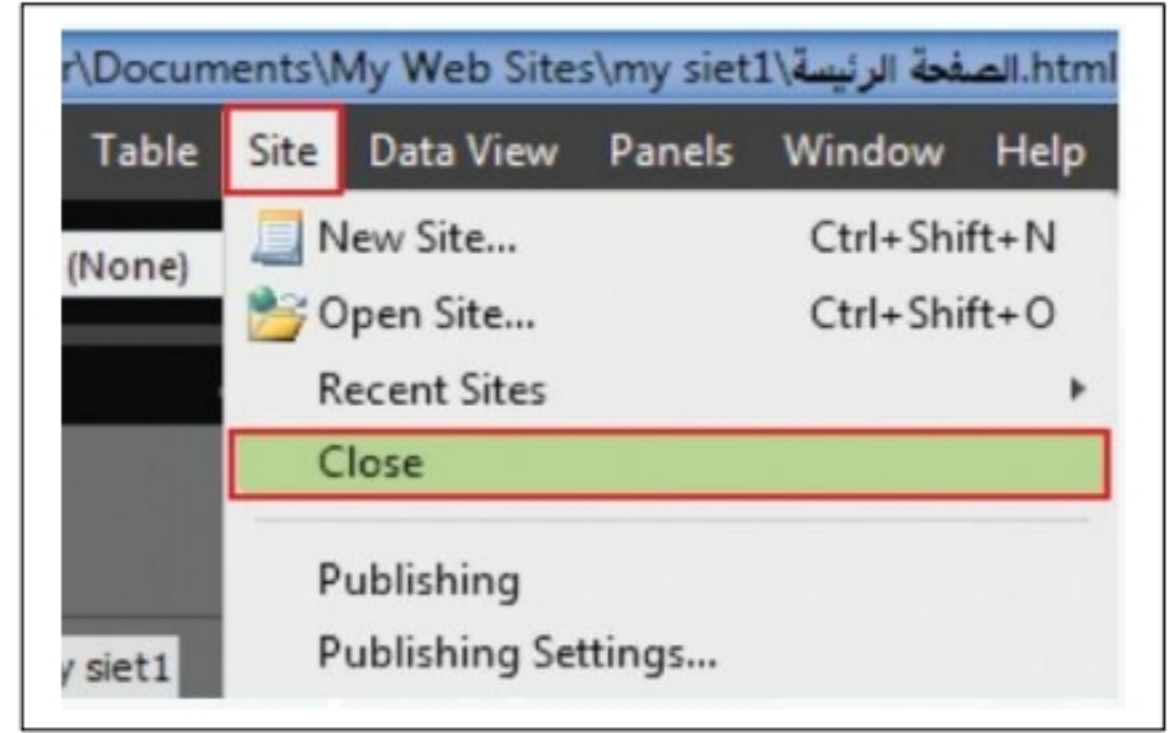 r\Documents\My Web Sites\my siet1\الصفحة الرئيسة.html
Table Site Data View Panels Window Help
(None)
New Site... Ctrl+Shift+N
Open Site... Ctrl+Shift+O
Recent Sites
Close
Publishing
Publishing Settings...
y siet1